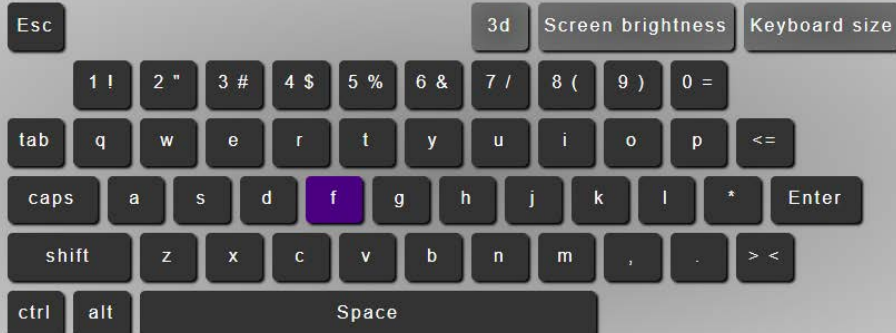 Esc 3d Screen brightness Keyboard size
1 ! 2 " 3 # 4 $ 5 % 6 & 7 / 8 ( 9 ) 0 =
tab q w e r t y u i o p <=
caps a s d f g h j k l * Enter
shift z x c v b n m , . > <
ctrl alt Space